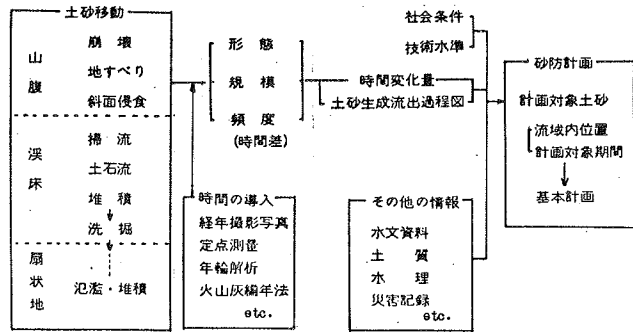 土砂移動
山腹
崩壊
地すべり
斜面侵食
渓床
掃流
土石流
堆積
洗掘
扇状地
氾濫・堆積
形態
規模
頻度
(時間差)
時間の導入
経年撮影写真
定点測量
年輪解析
火山灰編年法
etc.
社会条件
技術水準
時間変化量
土砂生成流出過程図
その他の情報
水文資料
土質
水理
災害記録
etc.
砂防計画
計画対象土砂
流域内位置
計画対象期間
基本計画